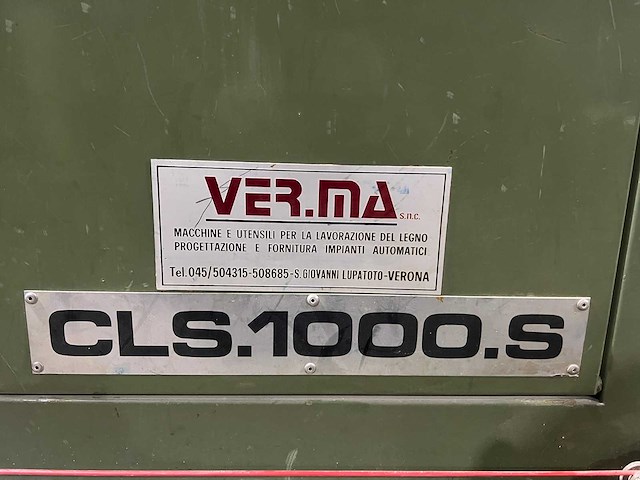 VER.MA s.n.c.
MACCHINE E UTENSILI PER LA LAVORAZIONE DEL LEGNO
PROGETTAZIONE E FORNITURA IMPIANTI AUTOMATICI
Tel. 045/504315-508685-S.GIOVANNI LUPATOTO-VERONA
CLS.1000.S